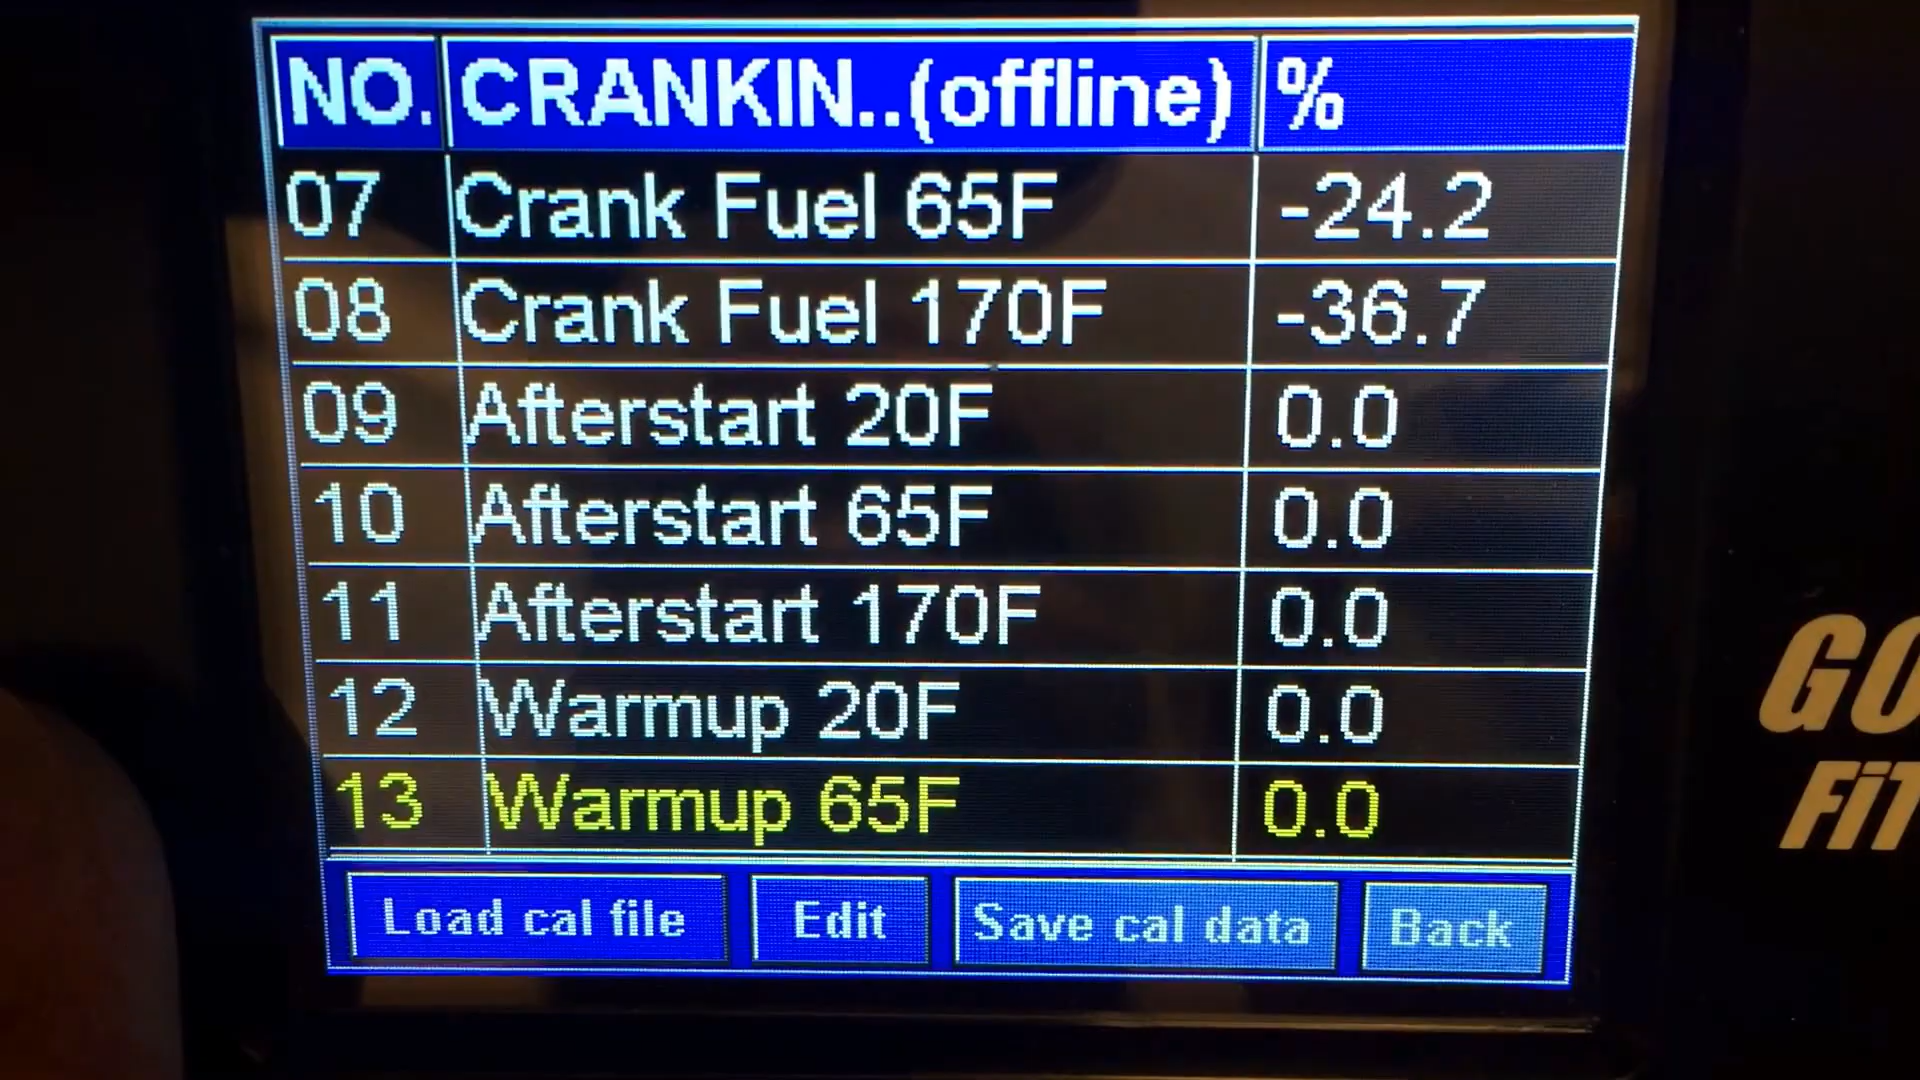 NO. CRANKIN..(offline) %
07 Crank Fuel 65F -24.2
08 Crank Fuel 170F -36.7
09 Afterstart 20F 0.0
10 Afterstart 65F 0.0
11 Afterstart 170F 0.0
12 Warmup 20F 0.0
13 Warmup 65F 0.0
Load cal file Edit Save cal data Back
GO
FiT